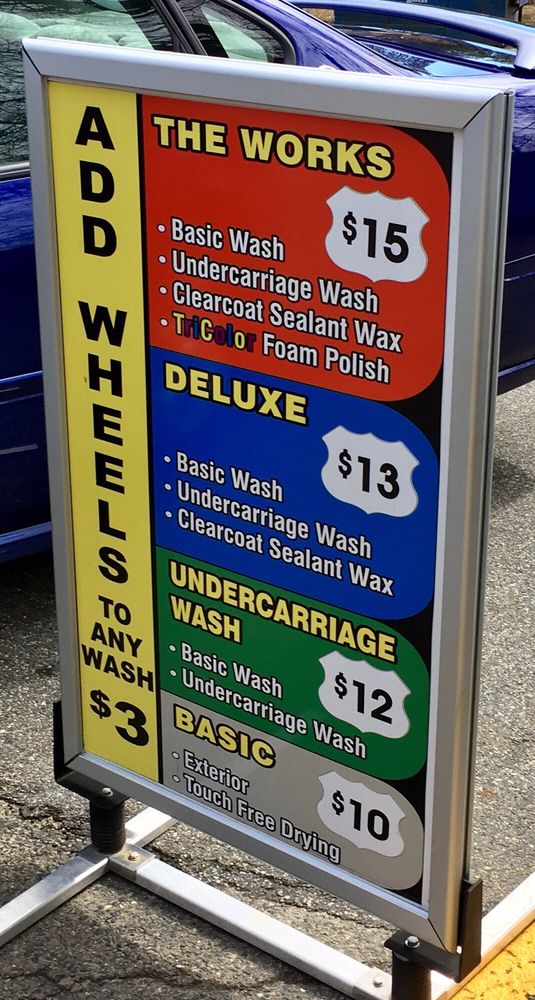 ADD WHEELS
TO
ANY
WASH
$3
THE WORKS
$15
• Basic Wash
• Undercarriage Wash
• Clearcoat Sealant Wax
• TriColor Foam Polish
DELUXE
$13
• Basic Wash
• Undercarriage Wash
• Clearcoat Sealant Wax
UNDERCARRIAGE
WASH
$12
• Basic Wash
• Undercarriage Wash
BASIC
$10
• Exterior
• Touch Free Drying